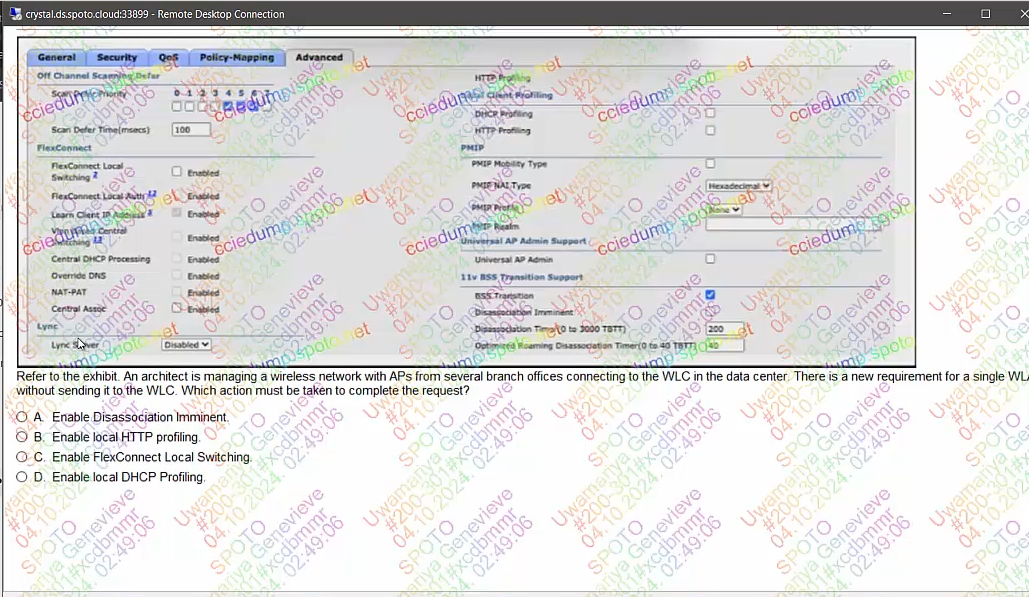 crystal.ds.spoto.cloud:33899 - Remote Desktop Connection
General Security QoS Policy-Mapping Advanced
Off Channel Scanning Defer
Scan Defer Priority 0 1 2 3 4 5 6 7
Scan Defer Time(msecs) 100
FlexConnect
FlexConnect Local
Switching 2 Enabled
FlexConnect Local Auth 12 Enabled
Learn Client IP Address 5 Enabled
Vlan based Central
Switching 13 Enabled
Central DHCP Processing Enabled
Override DNS Enabled
NAT-PAT Enabled
Central Assoc Enabled
Lync
Lync Server Disabled
HTTP Profiling
Local Client Profiling
DHCP Profiling
HTTP Profiling
PMIP
PMIP Mobility Type
PMIP NAI Type Hexadecimal
PMIP Profile None
PMIP Realm
Universal AP Admin Support
Universal AP Admin
11v BSS Transition Support
BSS Transition
Disassociation Imminent
Disassociation Timer(0 to 3000 TBTT) 200
Optimized Roaming Disassociation Timer(0 to 40 TBTT) 40
Refer to the exhibit. An architect is managing a wireless network with APs from several branch offices connecting to the WLC in the data center. There is a new requirement for a single WLA
without sending it to the WLC. Which action must be taken to complete the request?
A. Enable Disassociation Imminent.
B. Enable local HTTP profiling.
C. Enable FlexConnect Local Switching.
D. Enable local DHCP Profiling.
cciedump.spoto.net
SPOTO Genevieve
Uwamanya
#200-301#xcdbmmr
04.10.2024. 02:49:06